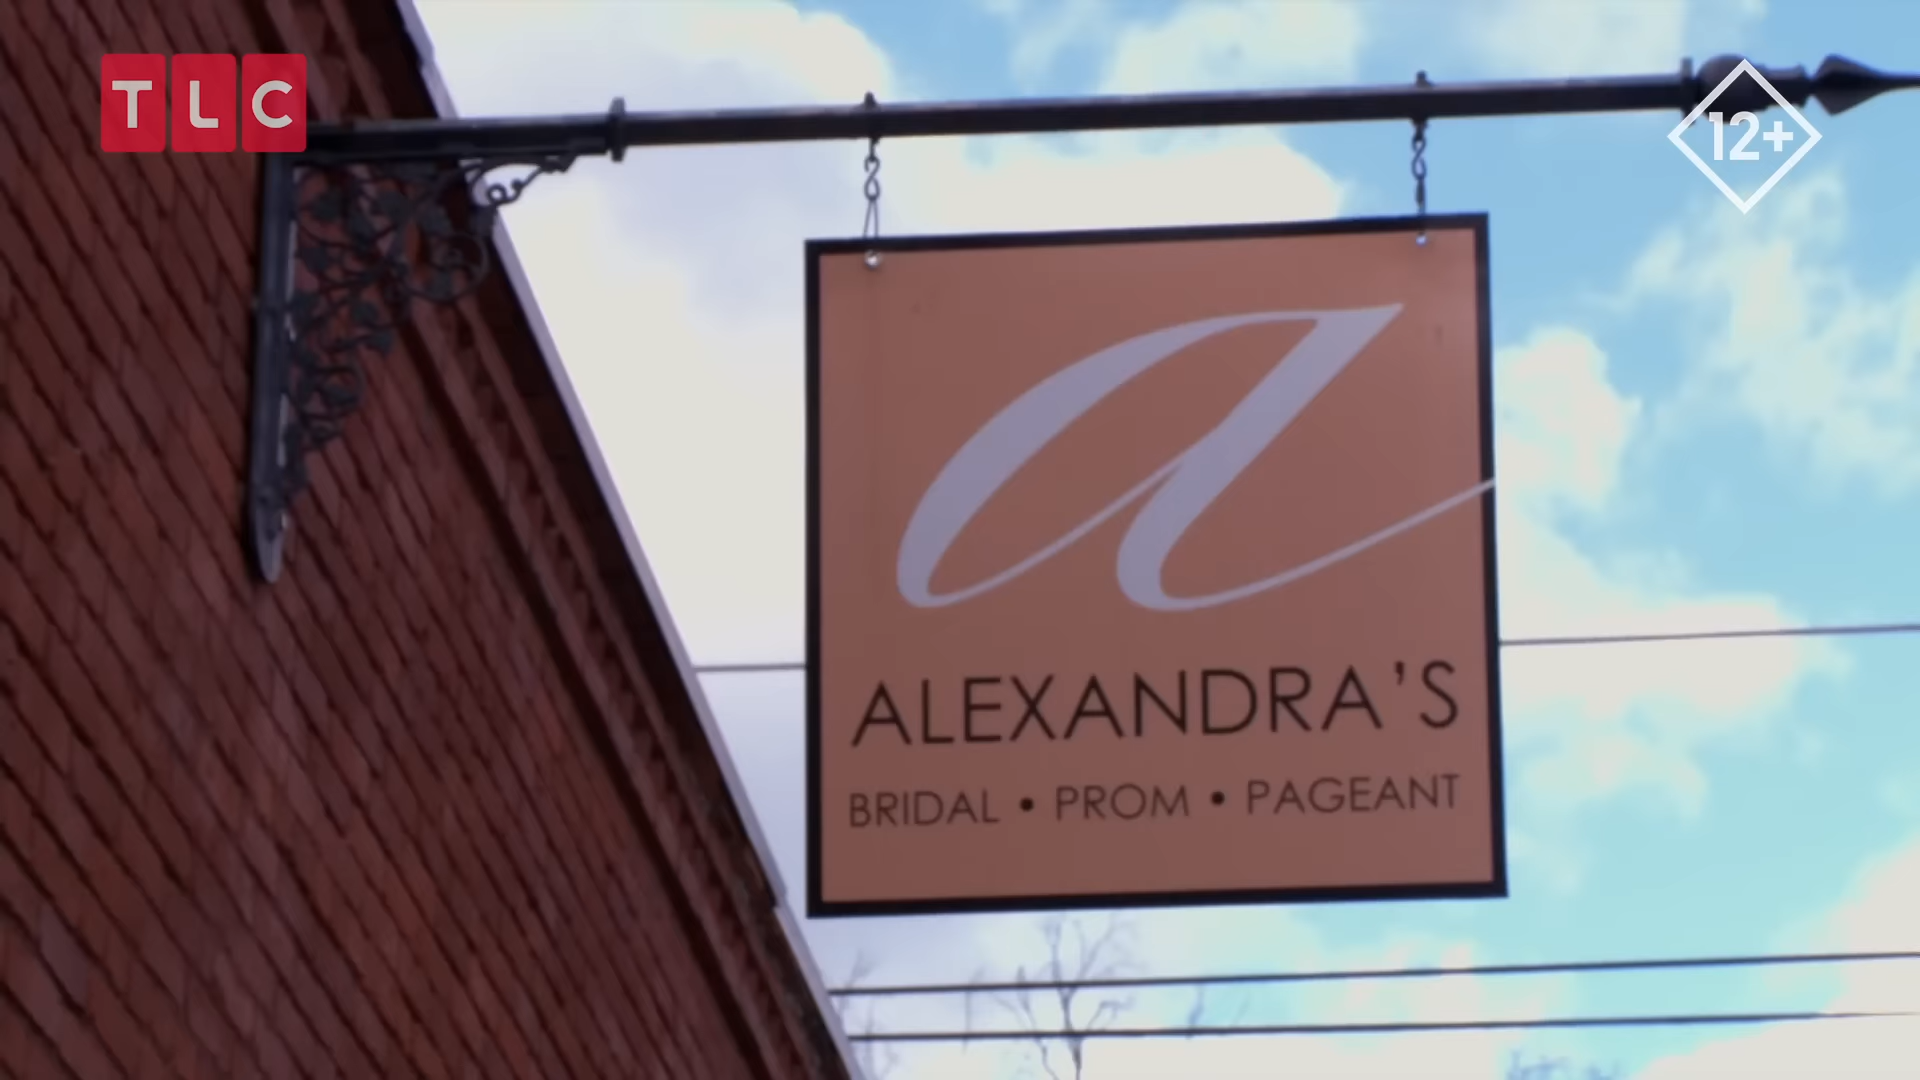 TLC
12+
a
ALEXANDRA'S
BRIDAL • PROM • PAGEANT